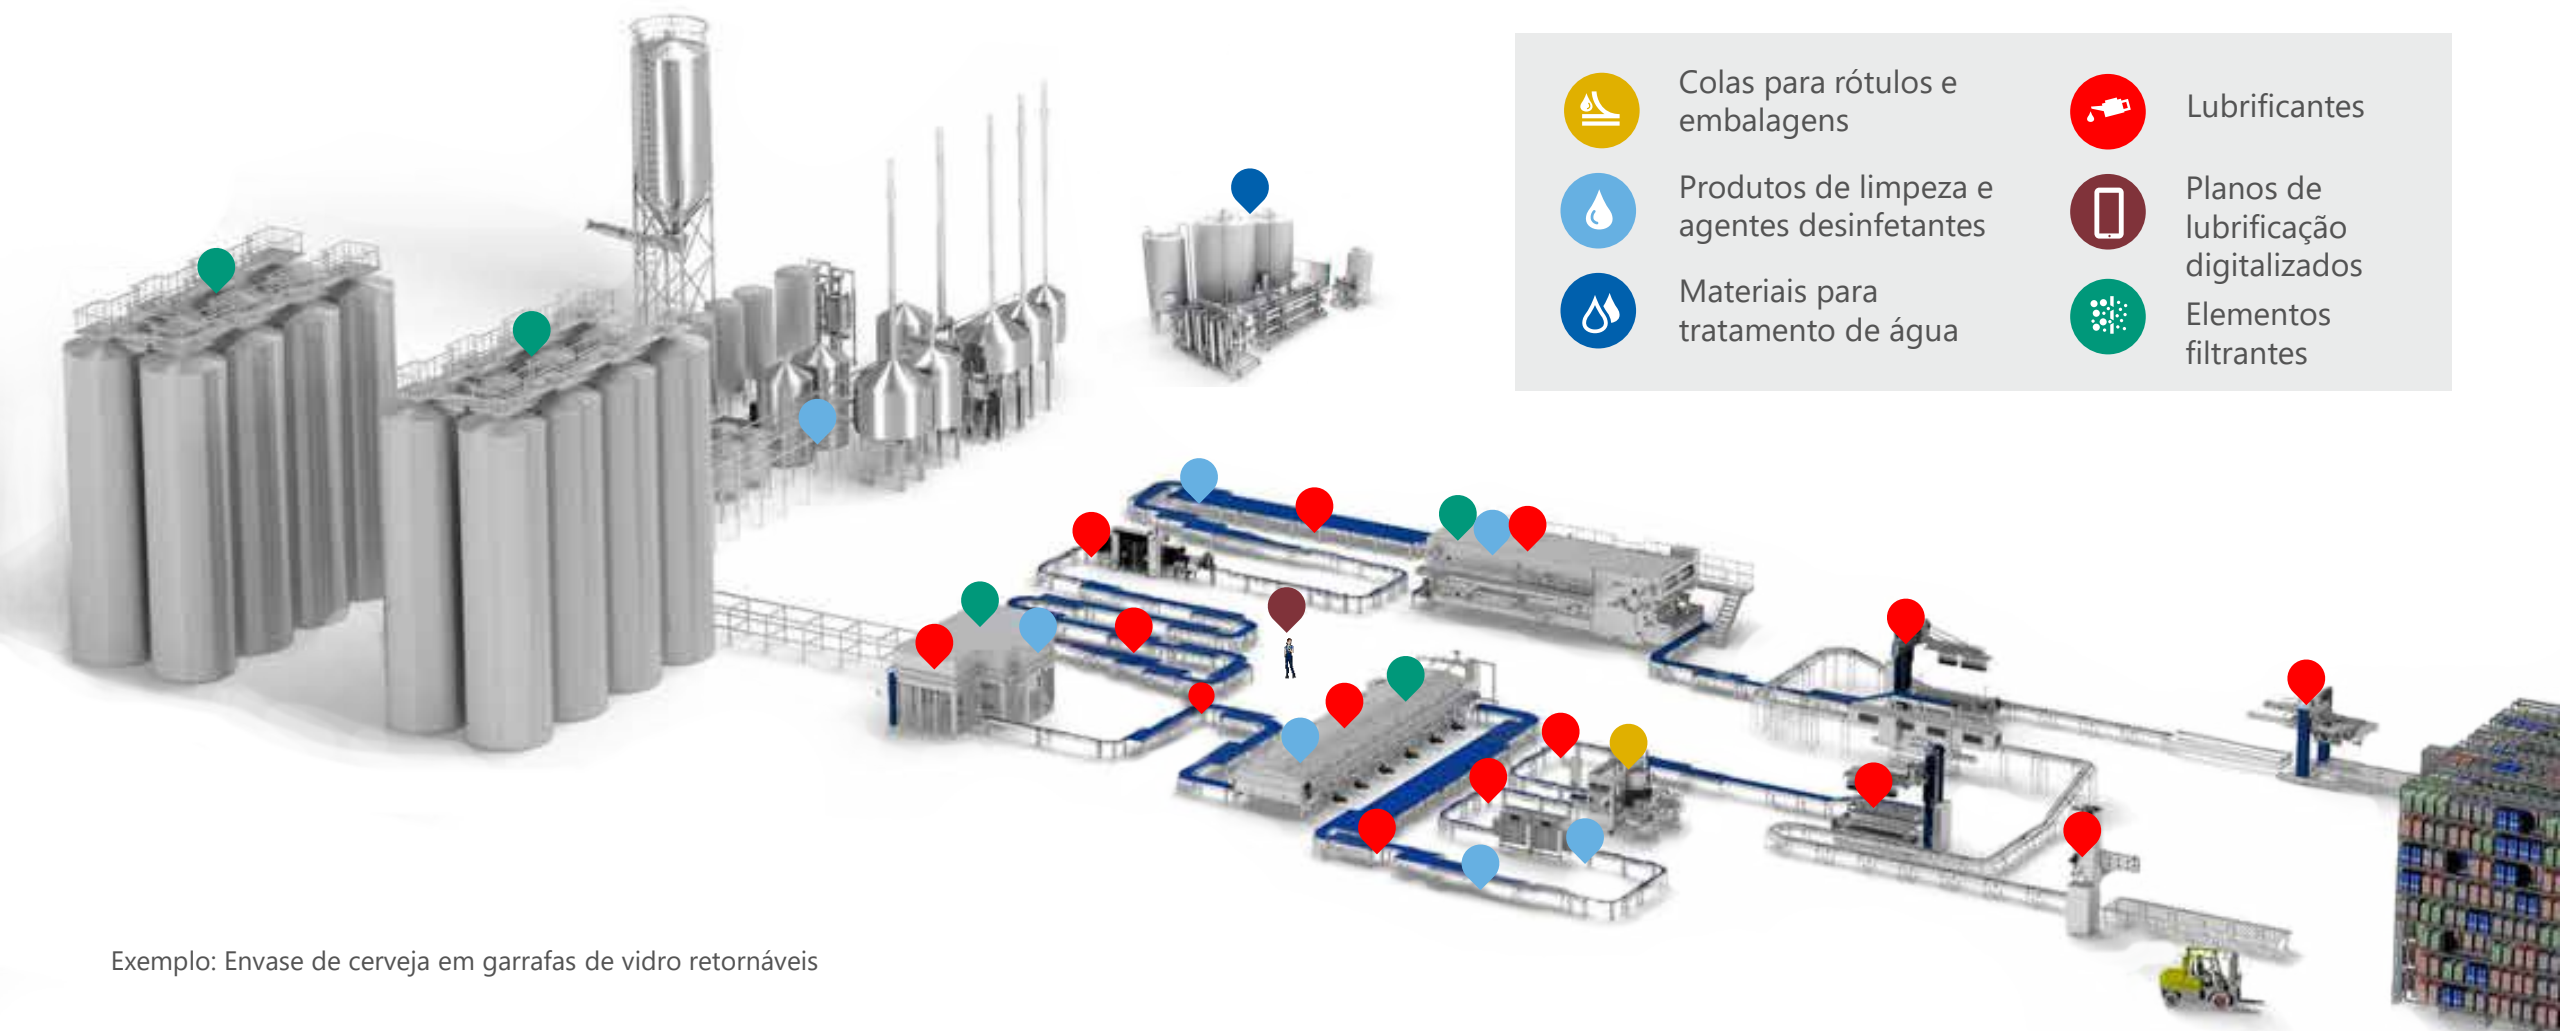 Colas para rótulos e
embalagens
Produtos de limpeza e
agentes desinfetantes
Materiais para
tratamento de água
Lubrificantes
Planos de
lubrificação
digitalizados
Elementos
filtrantes
Exemplo: Envase de cerveja em garrafas de vidro retornáveis